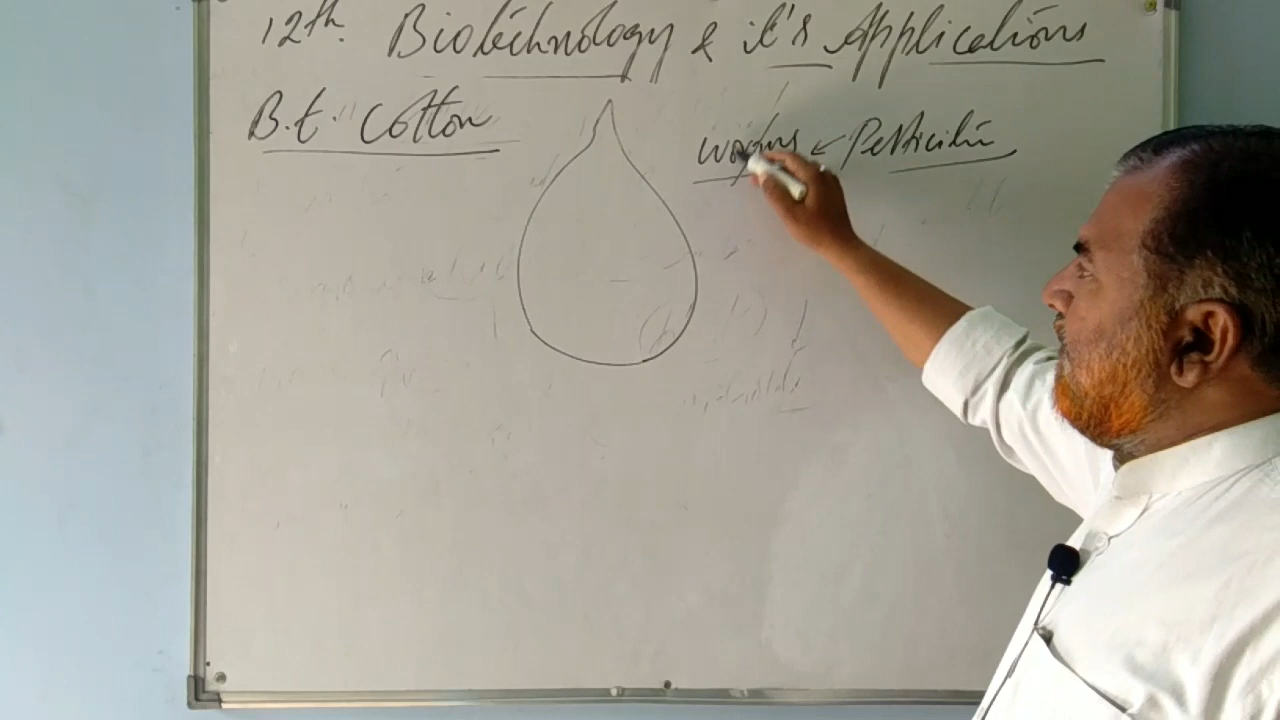 12th. Biotechnology & it's Applications
B.t. Cotton
worms ← Pesticide